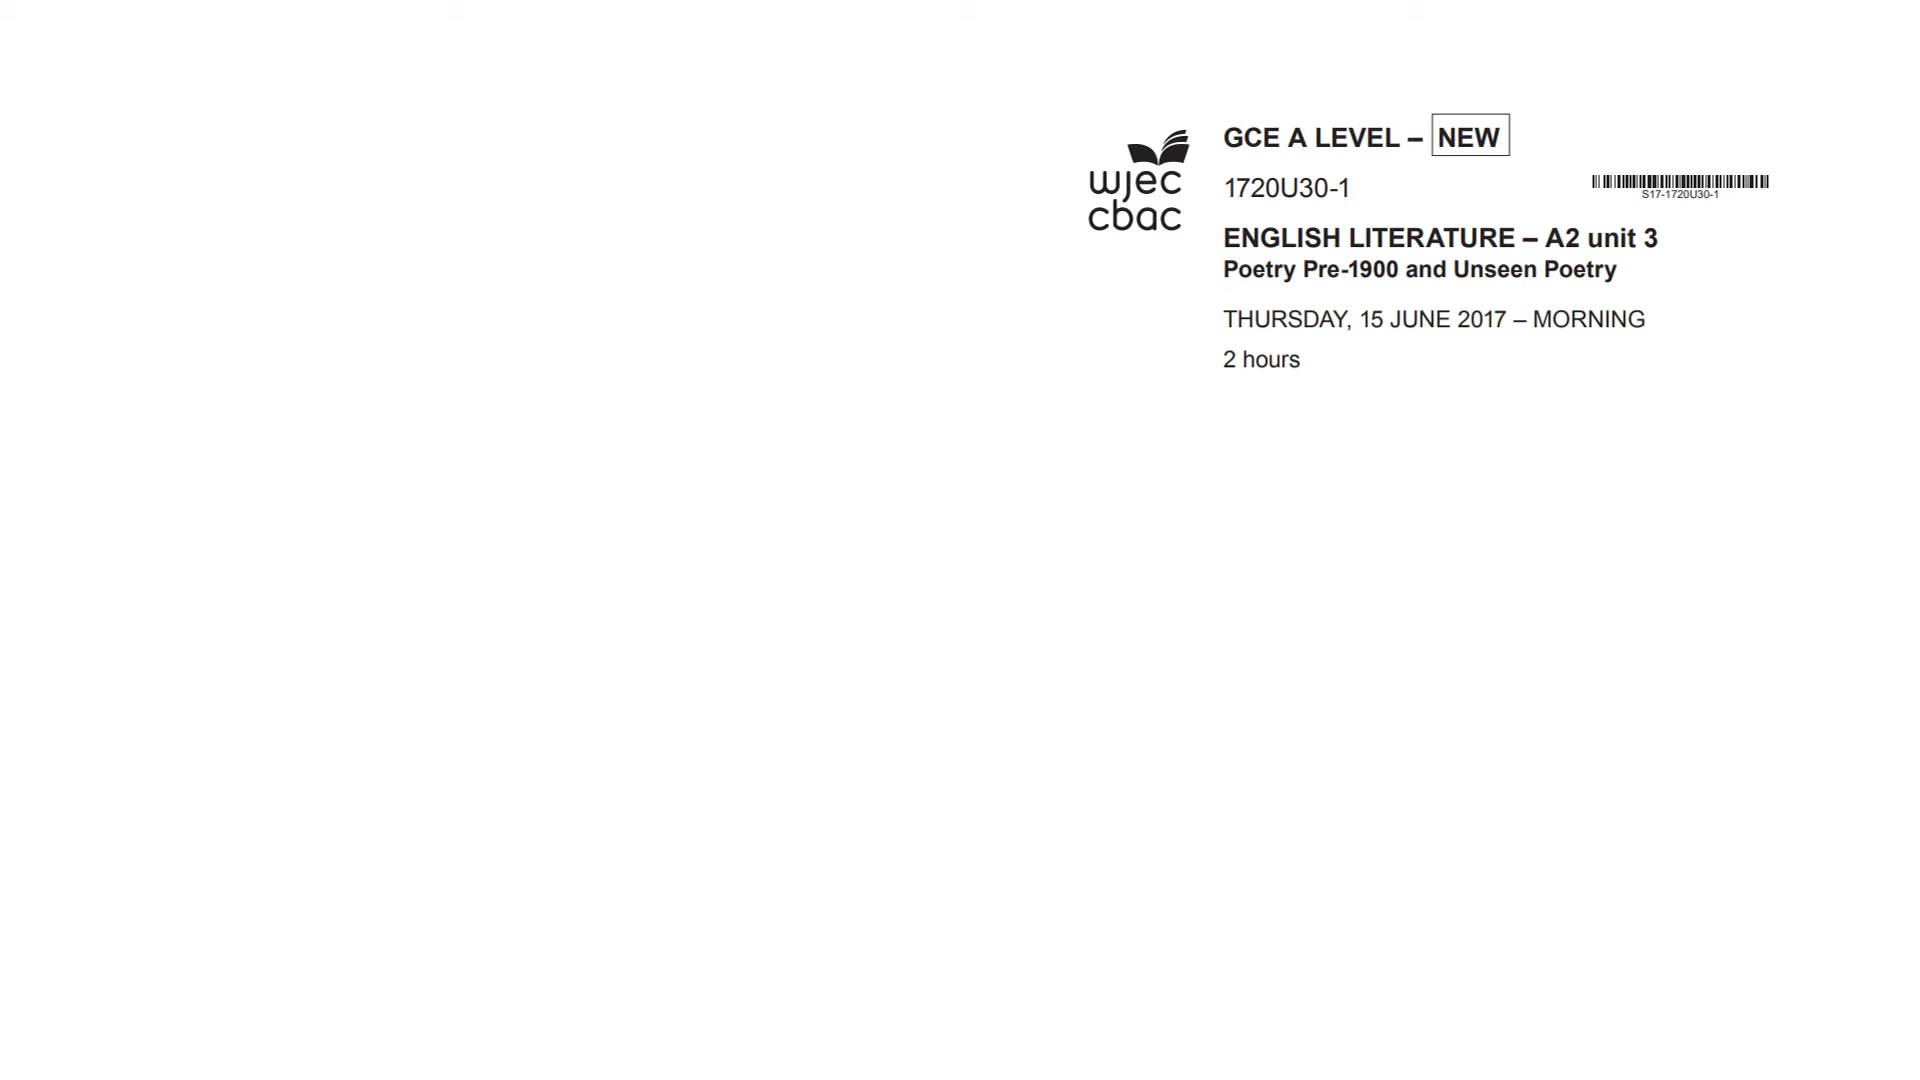 wjec
cbac
GCE A LEVEL – NEW
1720U30-1
S17-1720U30-1
ENGLISH LITERATURE – A2 unit 3
Poetry Pre-1900 and Unseen Poetry
THURSDAY, 15 JUNE 2017 – MORNING
2 hours